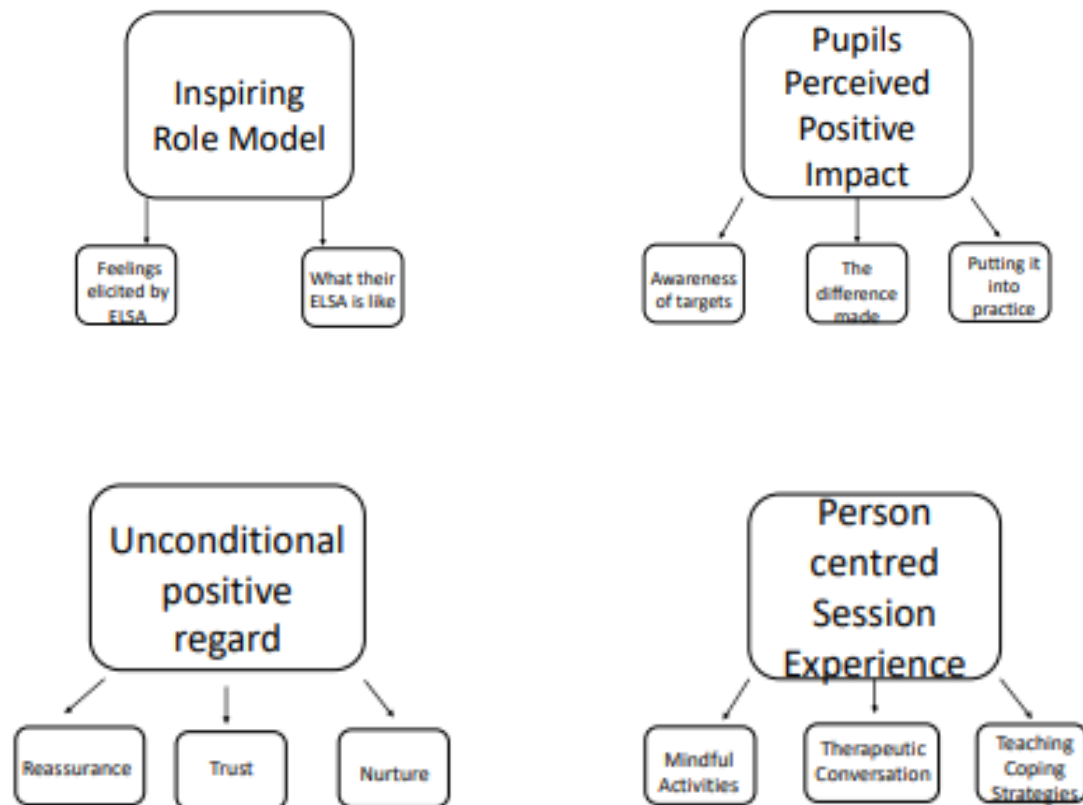 Inspiring
Role Model
Feelings
elicited by
ELSA
What their
ELSA is like
Pupils
Perceived
Positive
Impact
Awareness
of targets
The
difference
made
Putting it
into
practice
Unconditional
positive
regard
Reassurance
Trust
Nurture
Person
centred
Session
Experience
Mindful
Activities
Therapeutic
Conversation
Teaching
Coping
Strategies